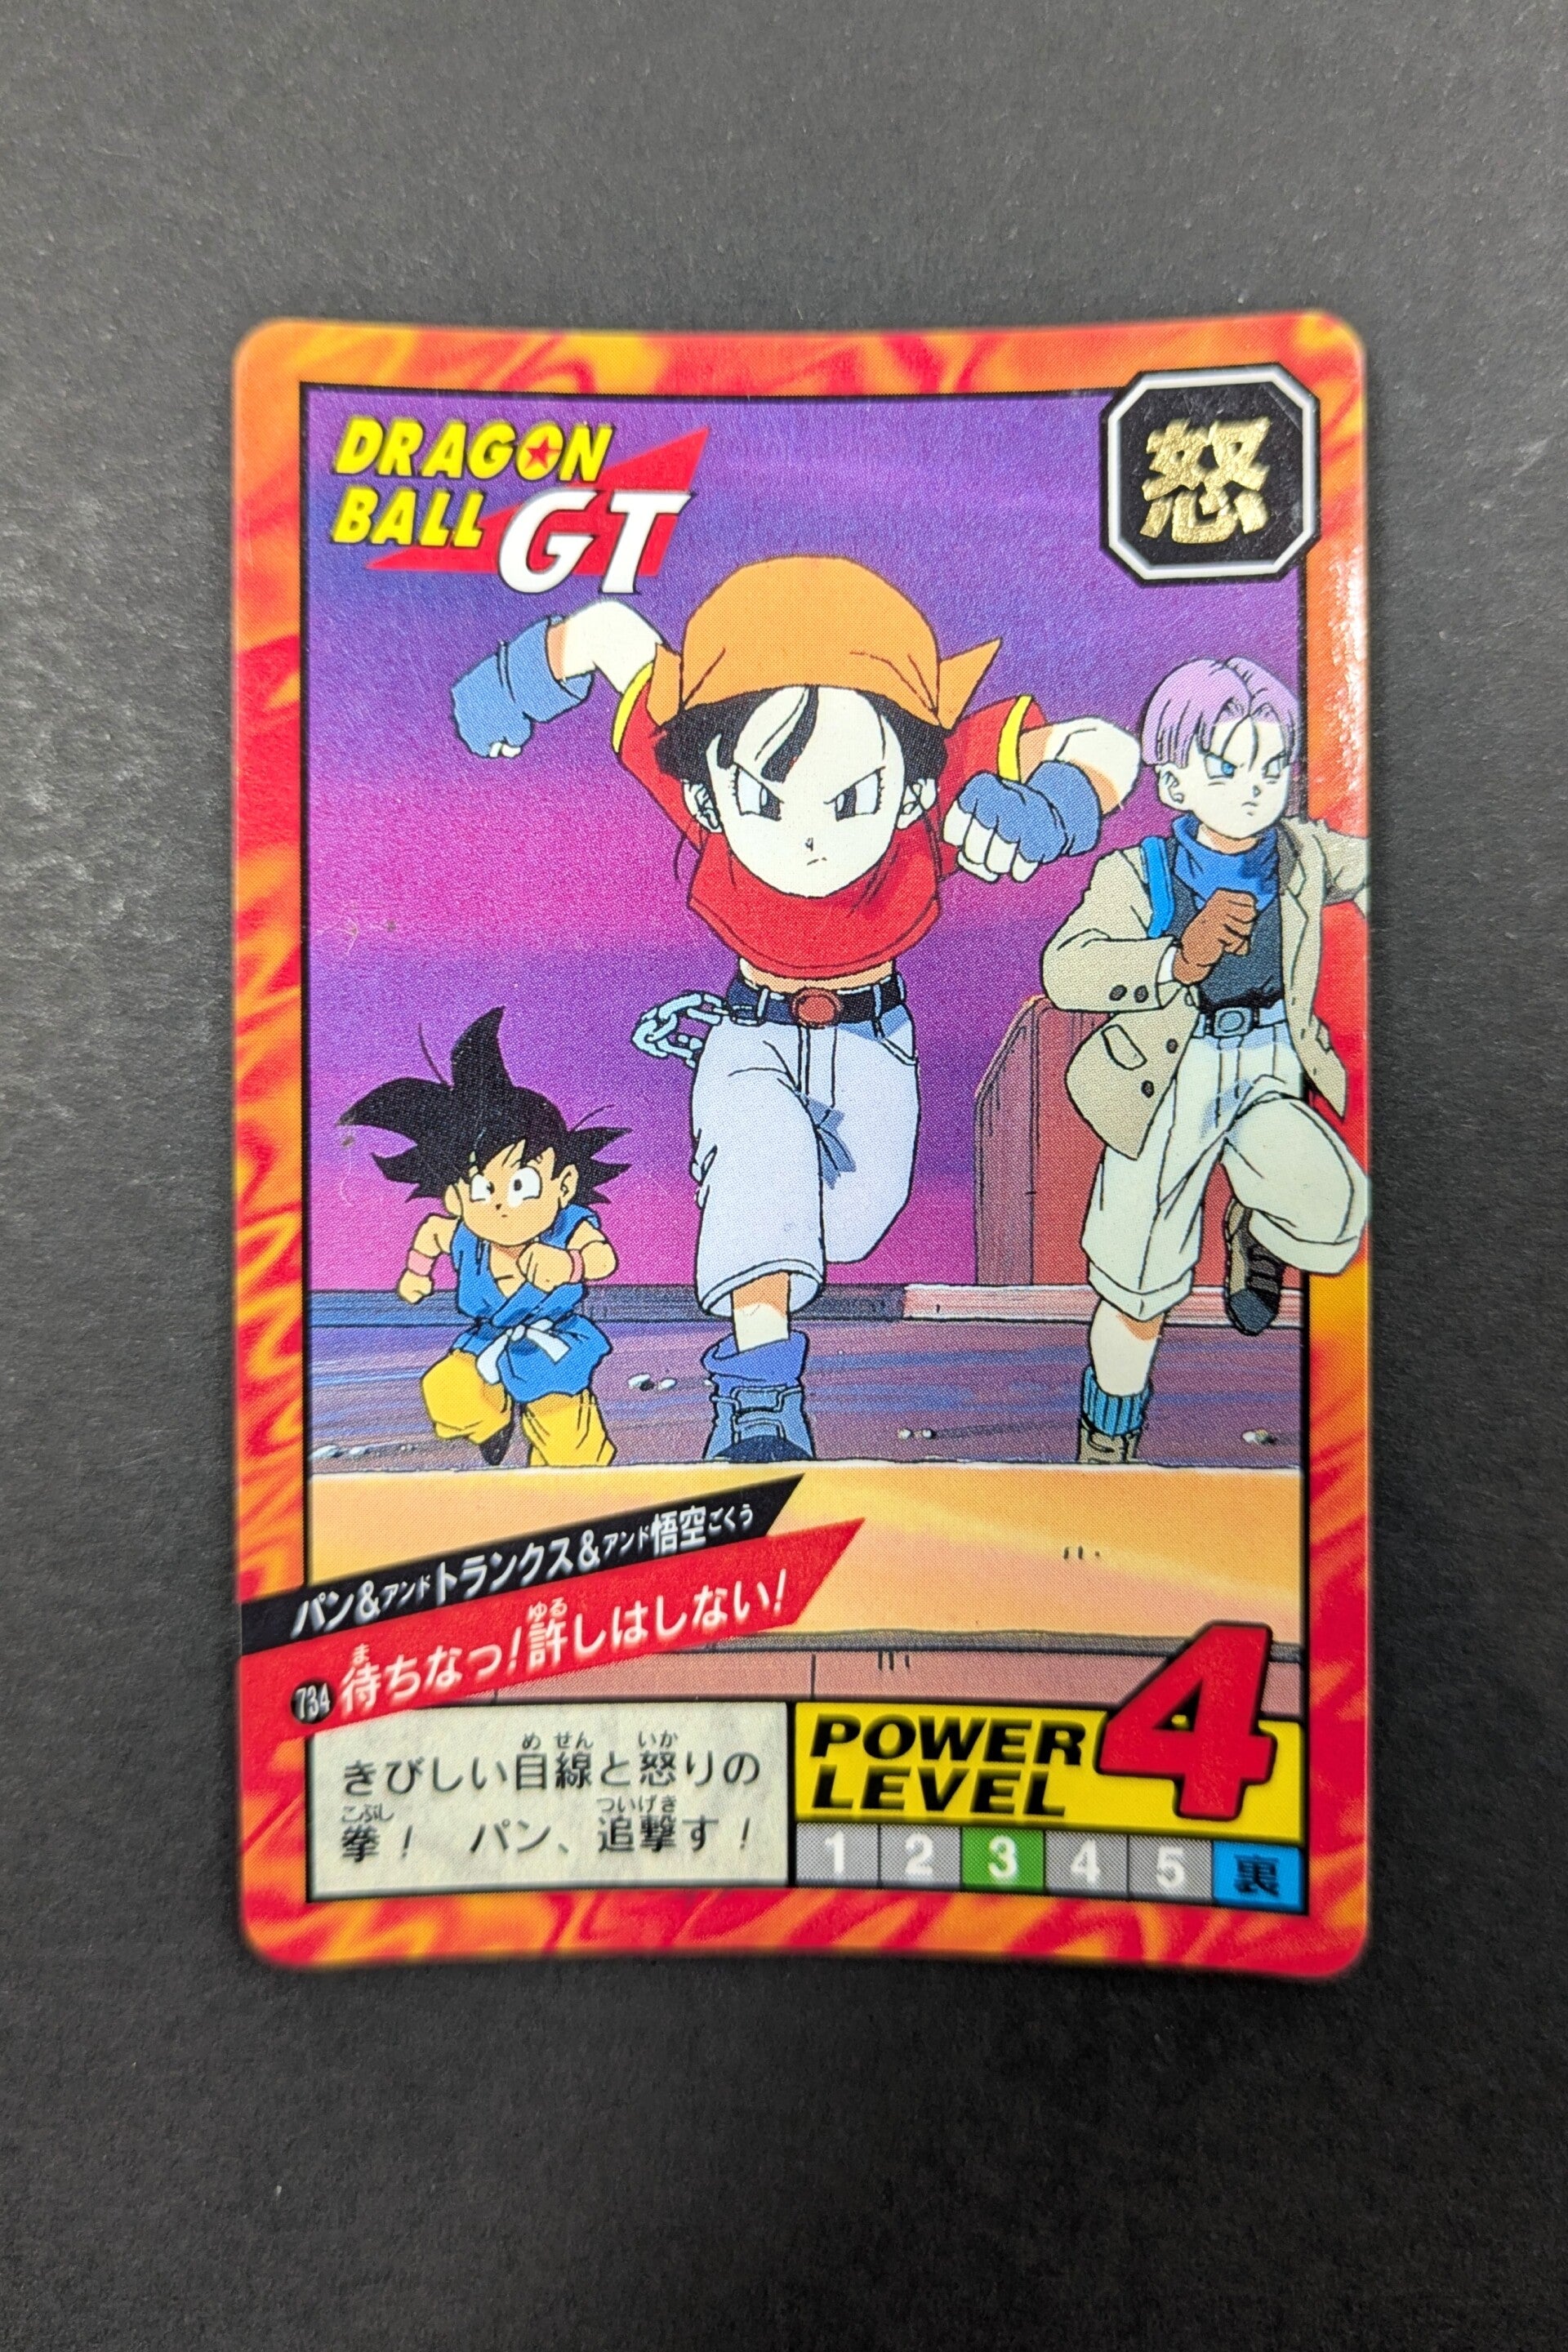 DRAGON
BALL GT
怒
パン&アンドトランクス&アンド悟空ごくう
ゆる
ま
734 待ちなっ!許しはしない!
め せん いか
きびしい目線と怒りの
こぶし ついげき
拳! パン、追撃す!
POWER
LEVEL 4
1 2 3 4 5 裏